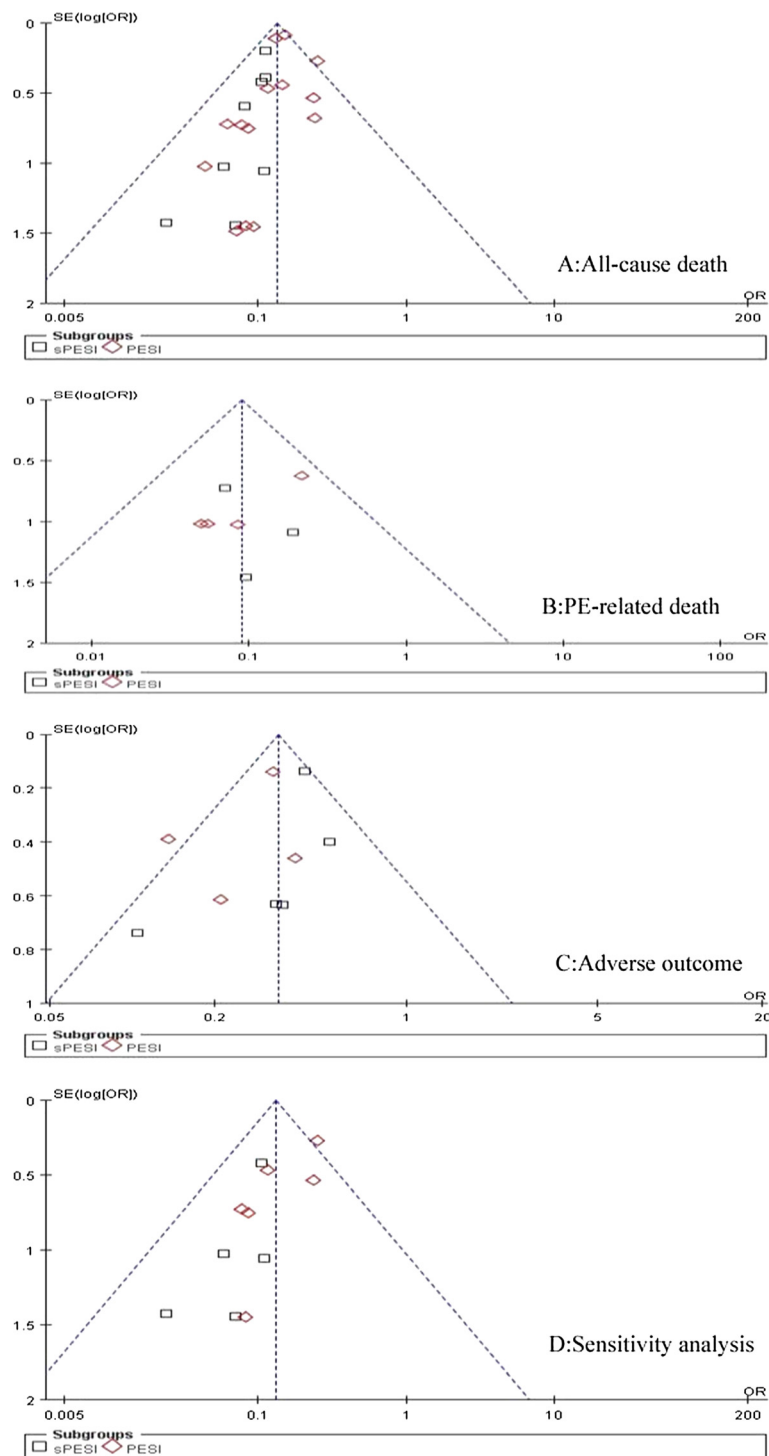 SE(log[OR])
0
0.5
1
1.5
2
A:All-cause death
OR
0.005 0.1 1 10 200
Subgroups
sPESI PESI
SE(log[OR])
0
0.5
1
1.5
2
B:PE-related death
OR
0.01 0.1 1 10 100
Subgroups
sPESI PESI
SE(log[OR])
0
0.2
0.4
0.6
0.8
1
C:Adverse outcome
OR
0.05 0.2 1 5 20
Subgroups
sPESI PESI
SE(log[OR])
0
0.5
1
1.5
2
D:Sensitivity analysis
OR
0.005 0.1 1 10 200
Subgroups
sPESI PESI